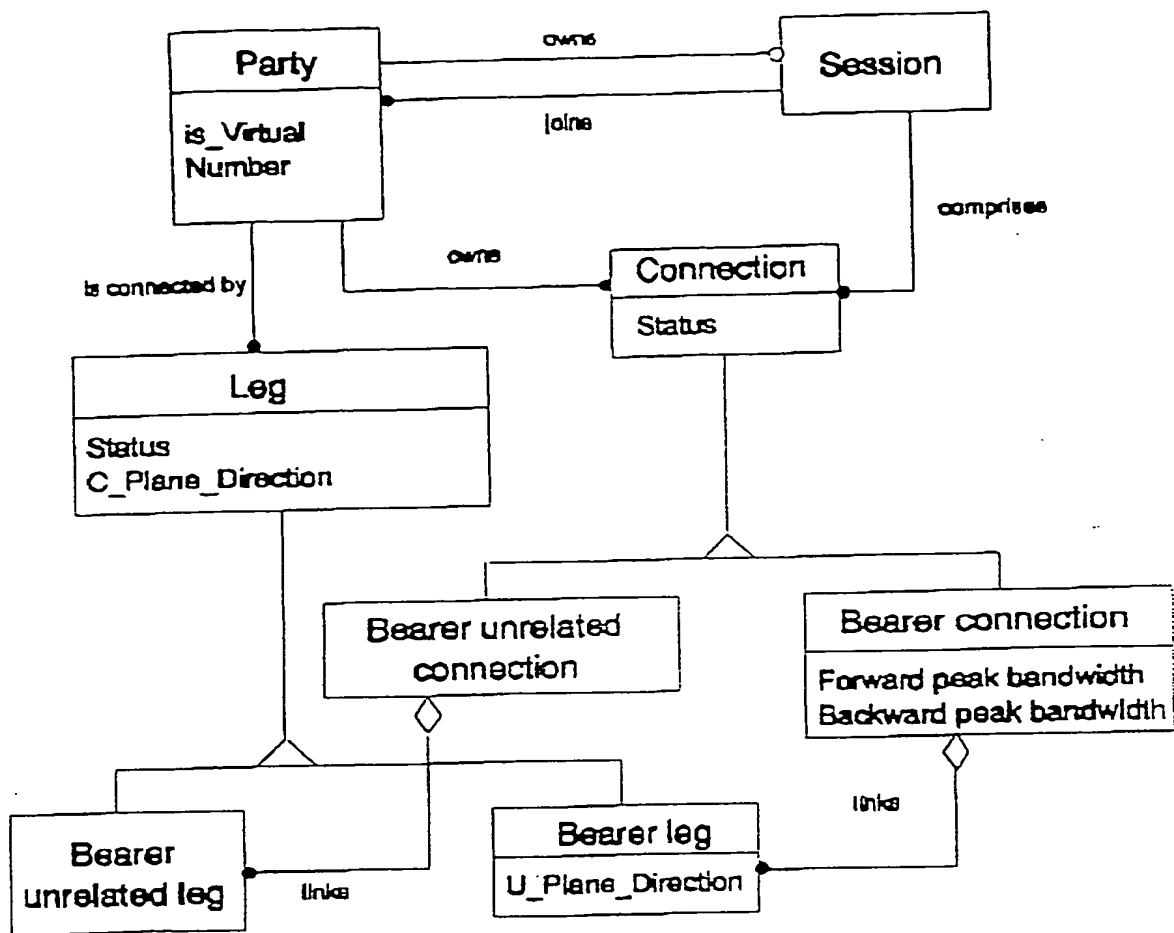 owns
Party
Session
is_Virtual
Number
joins
comprises
owns
Connection
is connected by
Status
Leg
Status
C_Plane_Direction
Bearer unrelated
connection
Bearer connection
Forward peak bandwidth
Backward peak bandwidth
links
Bearer leg
Bearer
unrelated leg
links
U_Plane_Direction